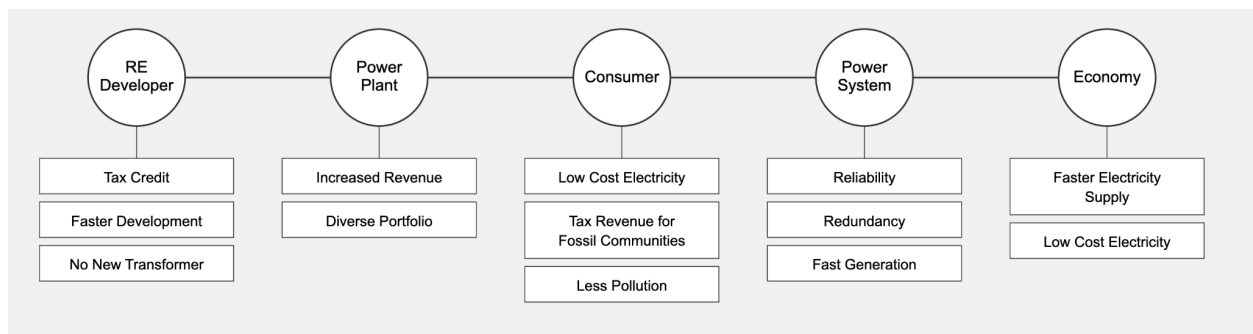 RE
Developer
Power
Plant
Consumer
Power
System
Economy
Tax Credit
Faster Development
No New Transformer
Increased Revenue
Diverse Portfolio
Low Cost Electricity
Tax Revenue for
Fossil Communities
Less Pollution
Reliability
Redundancy
Fast Generation
Faster Electricity
Supply
Low Cost Electricity